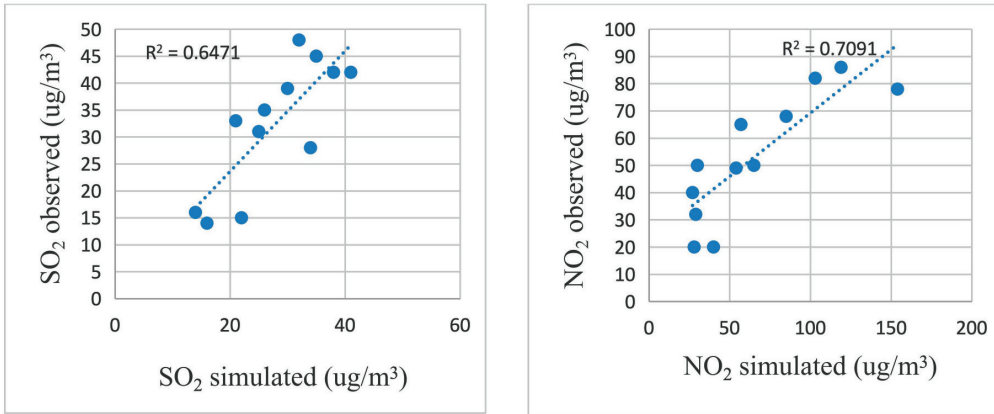 SO₂ observed (ug/m³)
50
45
40
35
30
25
20
15
10
5
0
R² = 0.6471
0 20 40 60
SO₂ simulated (ug/m³)
NO₂ observed (ug/m³)
100
90
80
70
60
50
40
30
20
10
0
R² = 0.7091
0 50 100 150 200
NO₂ simulated (ug/m³)